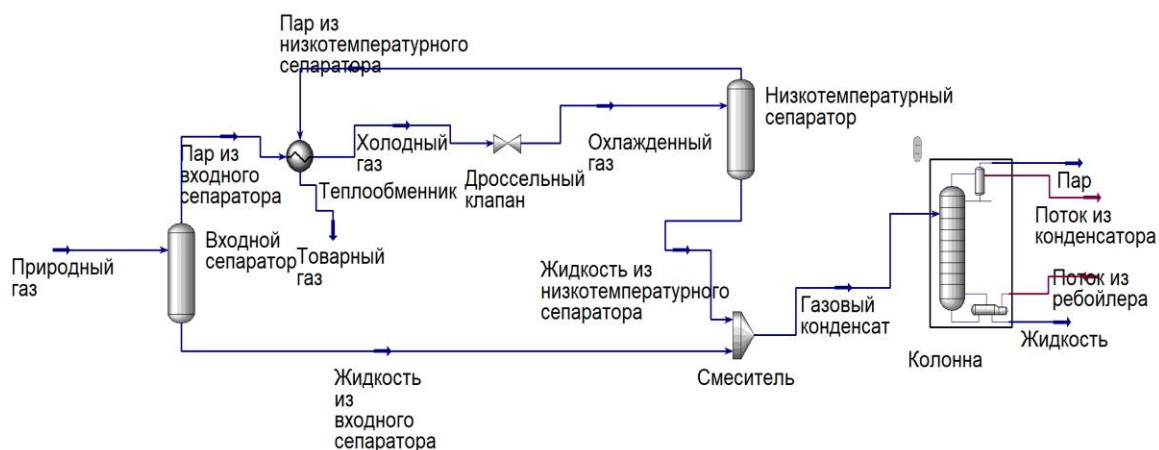 Пар из
низкотемпературного
сепаратора
Низкотемпературный
сепаратор
Пар из
входного
сепаратора
Холодный
газ
Охлажденный
газ
Теплообменник
Дроссельный
клапан
Пар
Поток из
конденсатора
Природный
газ
Входной
сепаратор
Товарный
газ
Жидкость из
низкотемпературного
сепаратора
Газовый
конденсат
Поток из
ребойлера
Жидкость
Колонна
Смеситель
Жидкость
из
входного
сепаратора